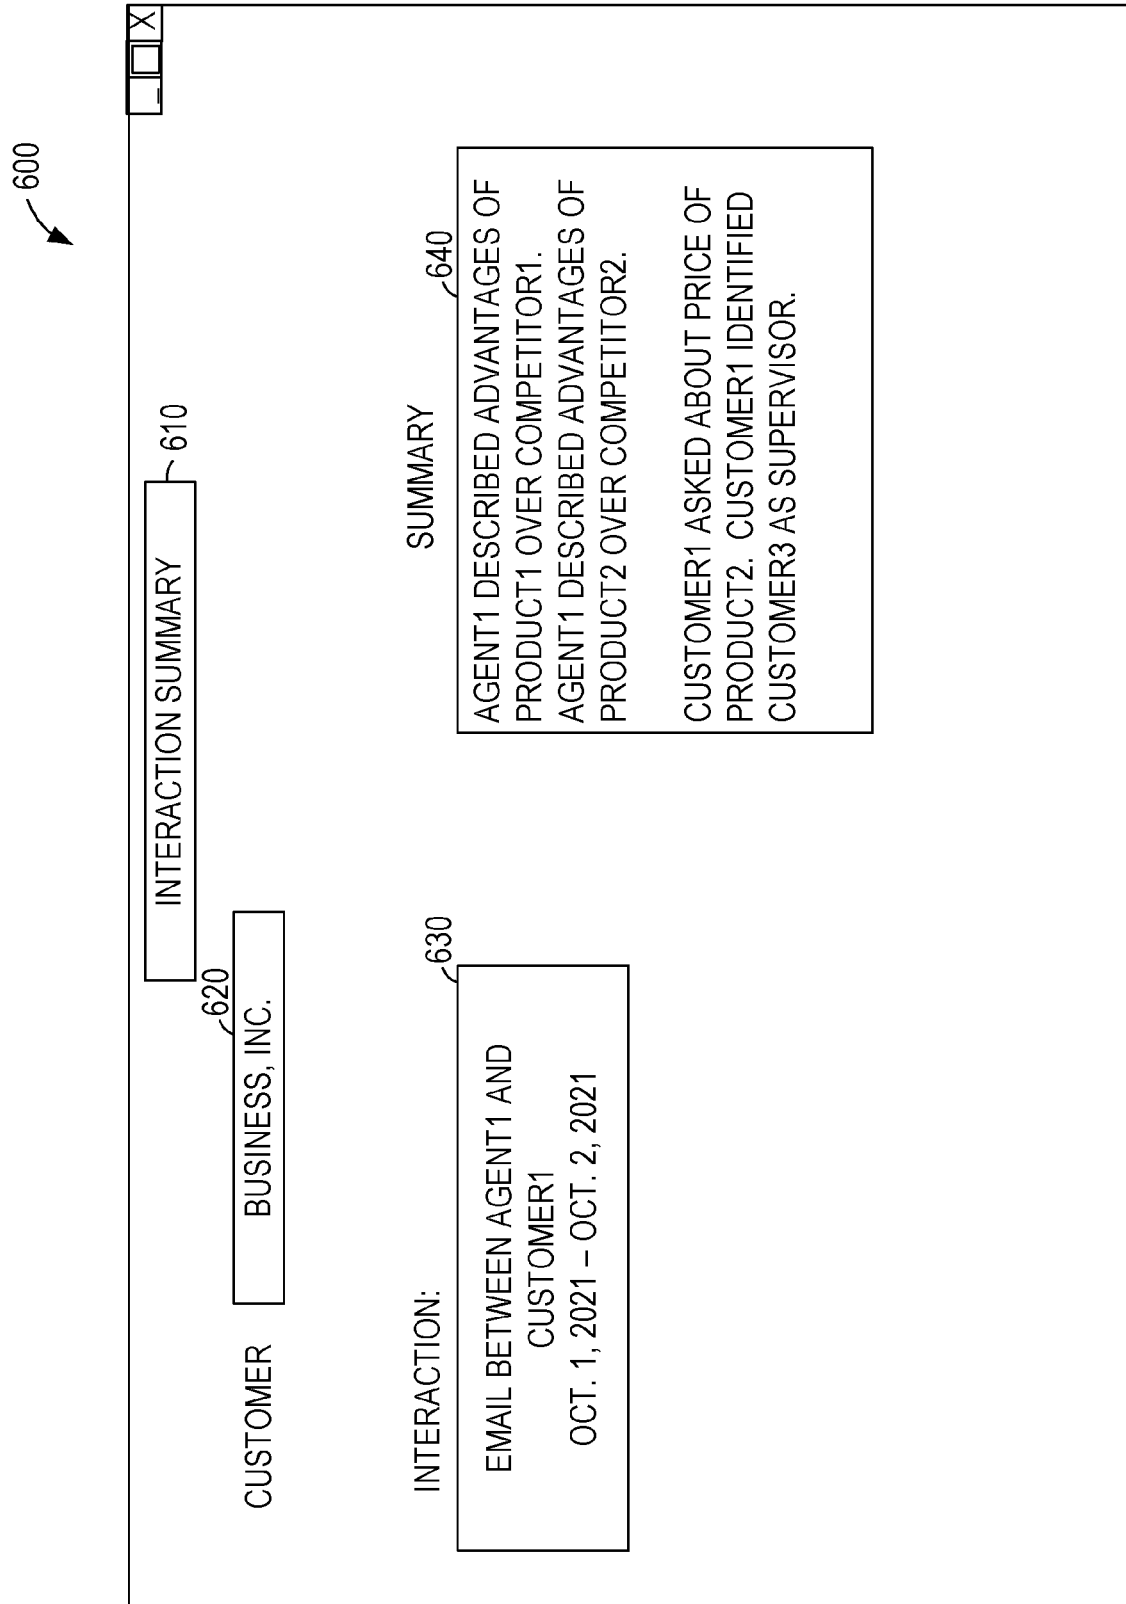 600
_ X
INTERACTION SUMMARY
610
620
CUSTOMER BUSINESS, INC.
INTERACTION:
630
EMAIL BETWEEN AGENT1 AND
CUSTOMER1
OCT. 1, 2021 – OCT. 2, 2021
SUMMARY
640
AGENT1 DESCRIBED ADVANTAGES OF
PRODUCT1 OVER COMPETITOR1.
AGENT1 DESCRIBED ADVANTAGES OF
PRODUCT2 OVER COMPETITOR2.
CUSTOMER1 ASKED ABOUT PRICE OF
PRODUCT2. CUSTOMER1 IDENTIFIED
CUSTOMER3 AS SUPERVISOR.